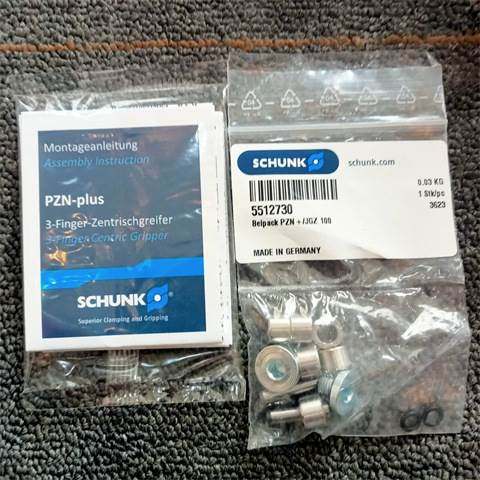 Montageanleitung
Assembly Instruction
PZN-plus
3-Finger-Zentrischgreifer
3-Finger Centric Gripper
SCHUNK
Superior Clamping and Gripping
SCHUNK
schunk.com
5512730
Beipack PZN +/JGZ 100
0.03 KG
1 Stk/pc
3623
MADE IN GERMANY